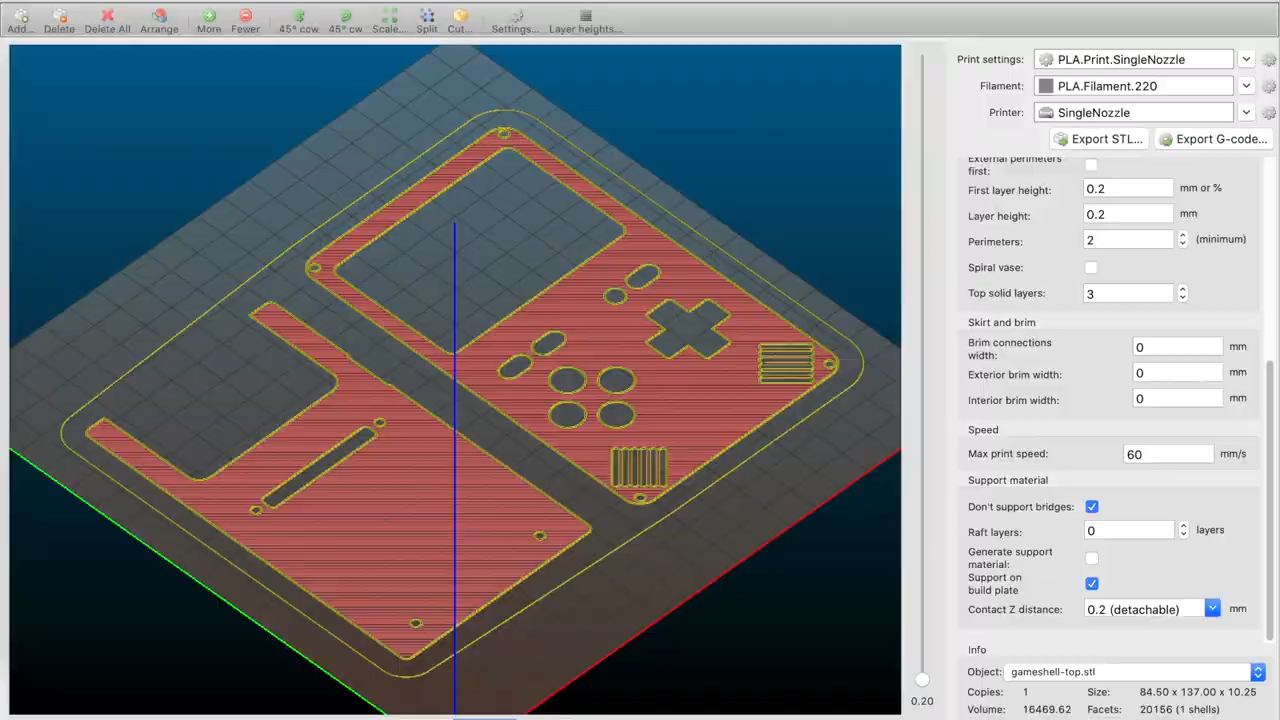 Add... Delete Delete All Arrange More Fewer 45° ccw 45° cw Scale... Split Cut... Settings... Layer heights...
Print settings: PLA.Print.SingleNozzle
Filament: PLA.Filament.220
Printer: SingleNozzle
Export STL... Export G-code...
External perimeters
first:
First layer height: 0.2 mm or %
Layer height: 0.2 mm
Perimeters: 2 (minimum)
Spiral vase:
Top solid layers: 3
Skirt and brim
Brim connections
width: 0 mm
Exterior brim width: 0 mm
Interior brim width: 0 mm
Speed
Max print speed: 60 mm/s
Support material
Don't support bridges:
Raft layers: 0 layers
Generate support
material:
Support on
build plate
Contact Z distance: 0.2 (detachable) mm
Info
Object: gameshell-top.stl
Copies: 1 Size: 84.50 x 137.00 x 10.25
Volume: 16469.62 Facets: 20156 (1 shells)
0.20